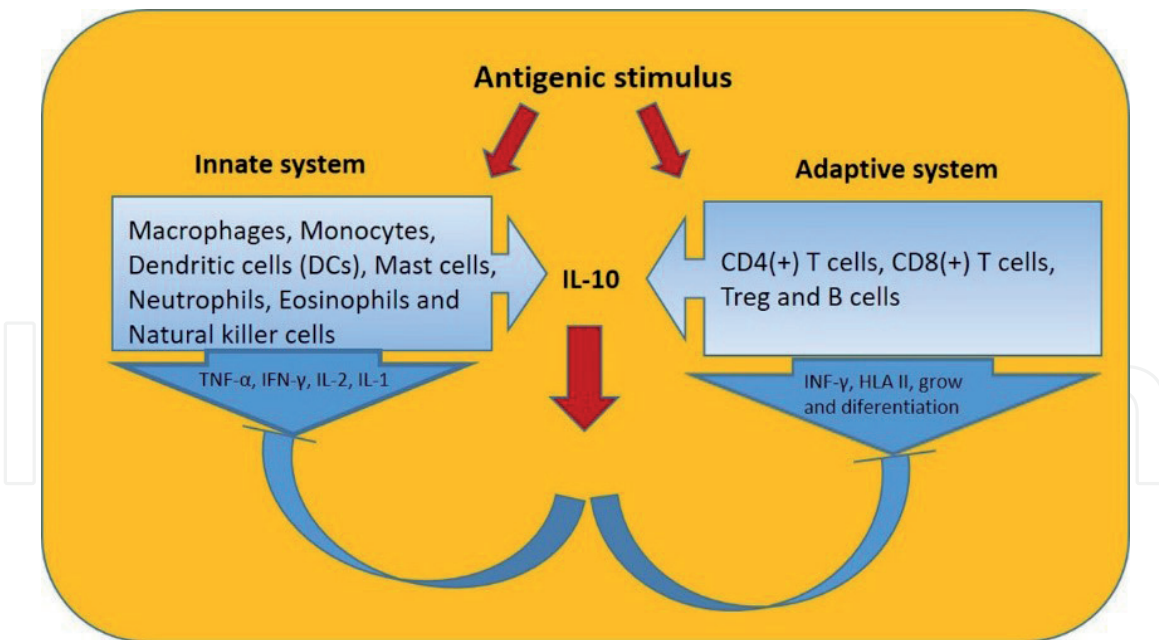 Antigenic stimulus
Innate system
Adaptive system
Macrophages, Monocytes,
Dendritic cells (DCs), Mast cells,
Neutrophils, Eosinophils and
Natural killer cells
IL-10
CD4(+) T cells, CD8(+) T cells,
Treg and B cells
TNF-α, IFN-γ, IL-2, IL-1
INF-γ, HLA II, grow
and diferentiation